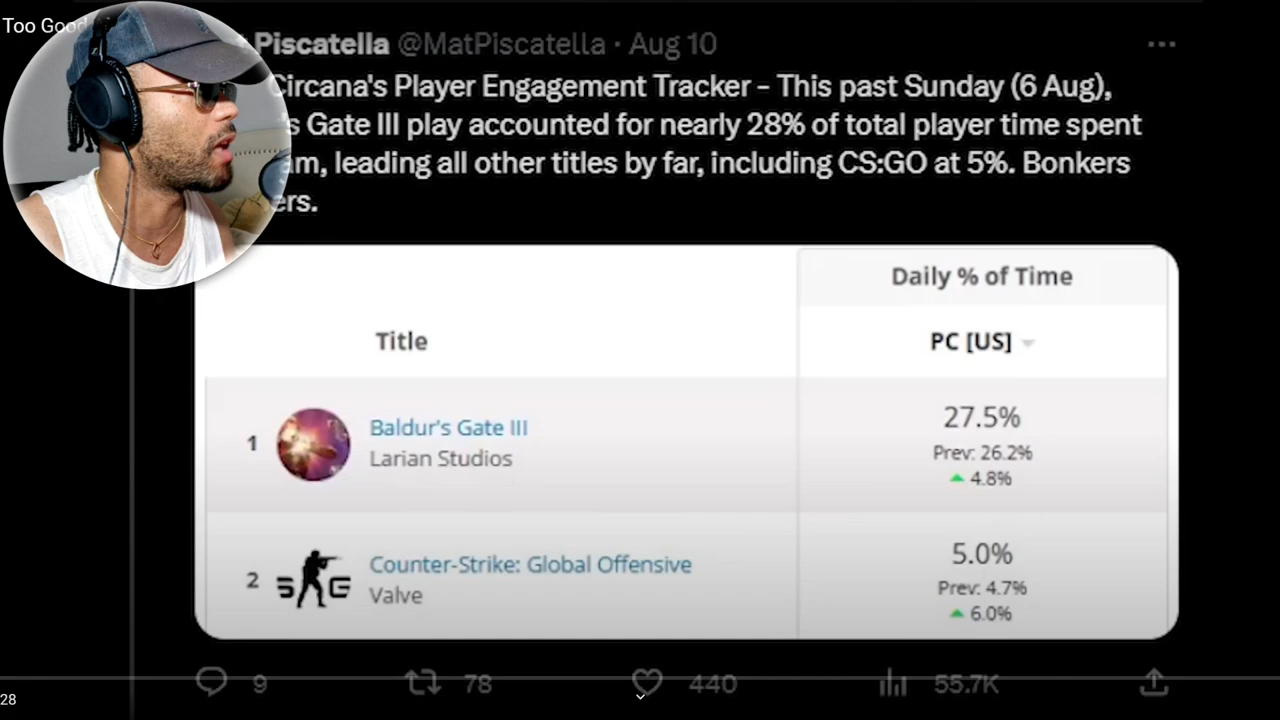 Too Good
Piscatella @MatPiscatella · Aug 10
Circana's Player Engagement Tracker – This past Sunday (6 Aug),
's Gate III play accounted for nearly 28% of total player time spent
am, leading all other titles by far, including CS:GO at 5%. Bonkers
ers.
Daily % of Time
Title PC [US]
1 Baldur's Gate III 27.5%
Larian Studios Prev: 26.2%
4.8%
2 Counter-Strike: Global Offensive 5.0%
Valve Prev: 4.7%
6.0%
9 78 440 55.7K
28